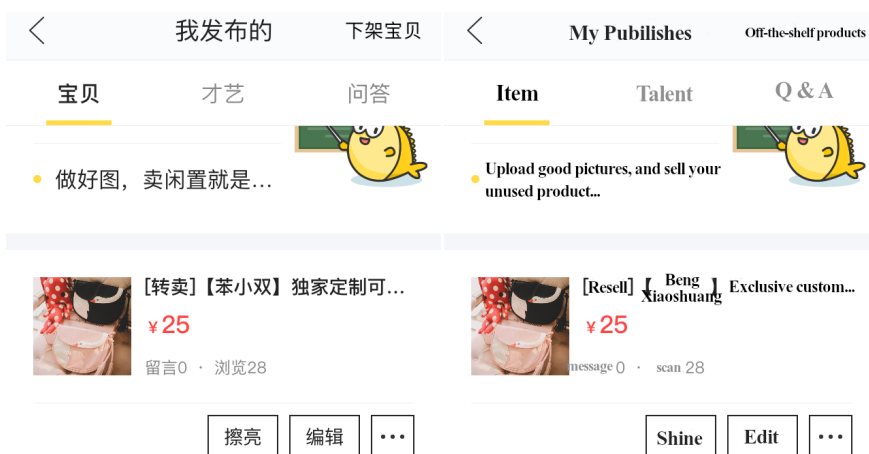 我发布的
下架宝贝
宝贝
才艺
问答
做好图，卖闲置就是...
[转卖]【苯小双】独家定制可...
¥25
留言0 · 浏览28
擦亮
编辑
My Pubilishes
Off-the-shelf products
Item
Talent
Q & A
Upload good pictures, and sell your
unused product...
[Resell]【Beng Xiaoshuang】Exclusive custom...
¥25
message 0 · scan 28
Shine
Edit